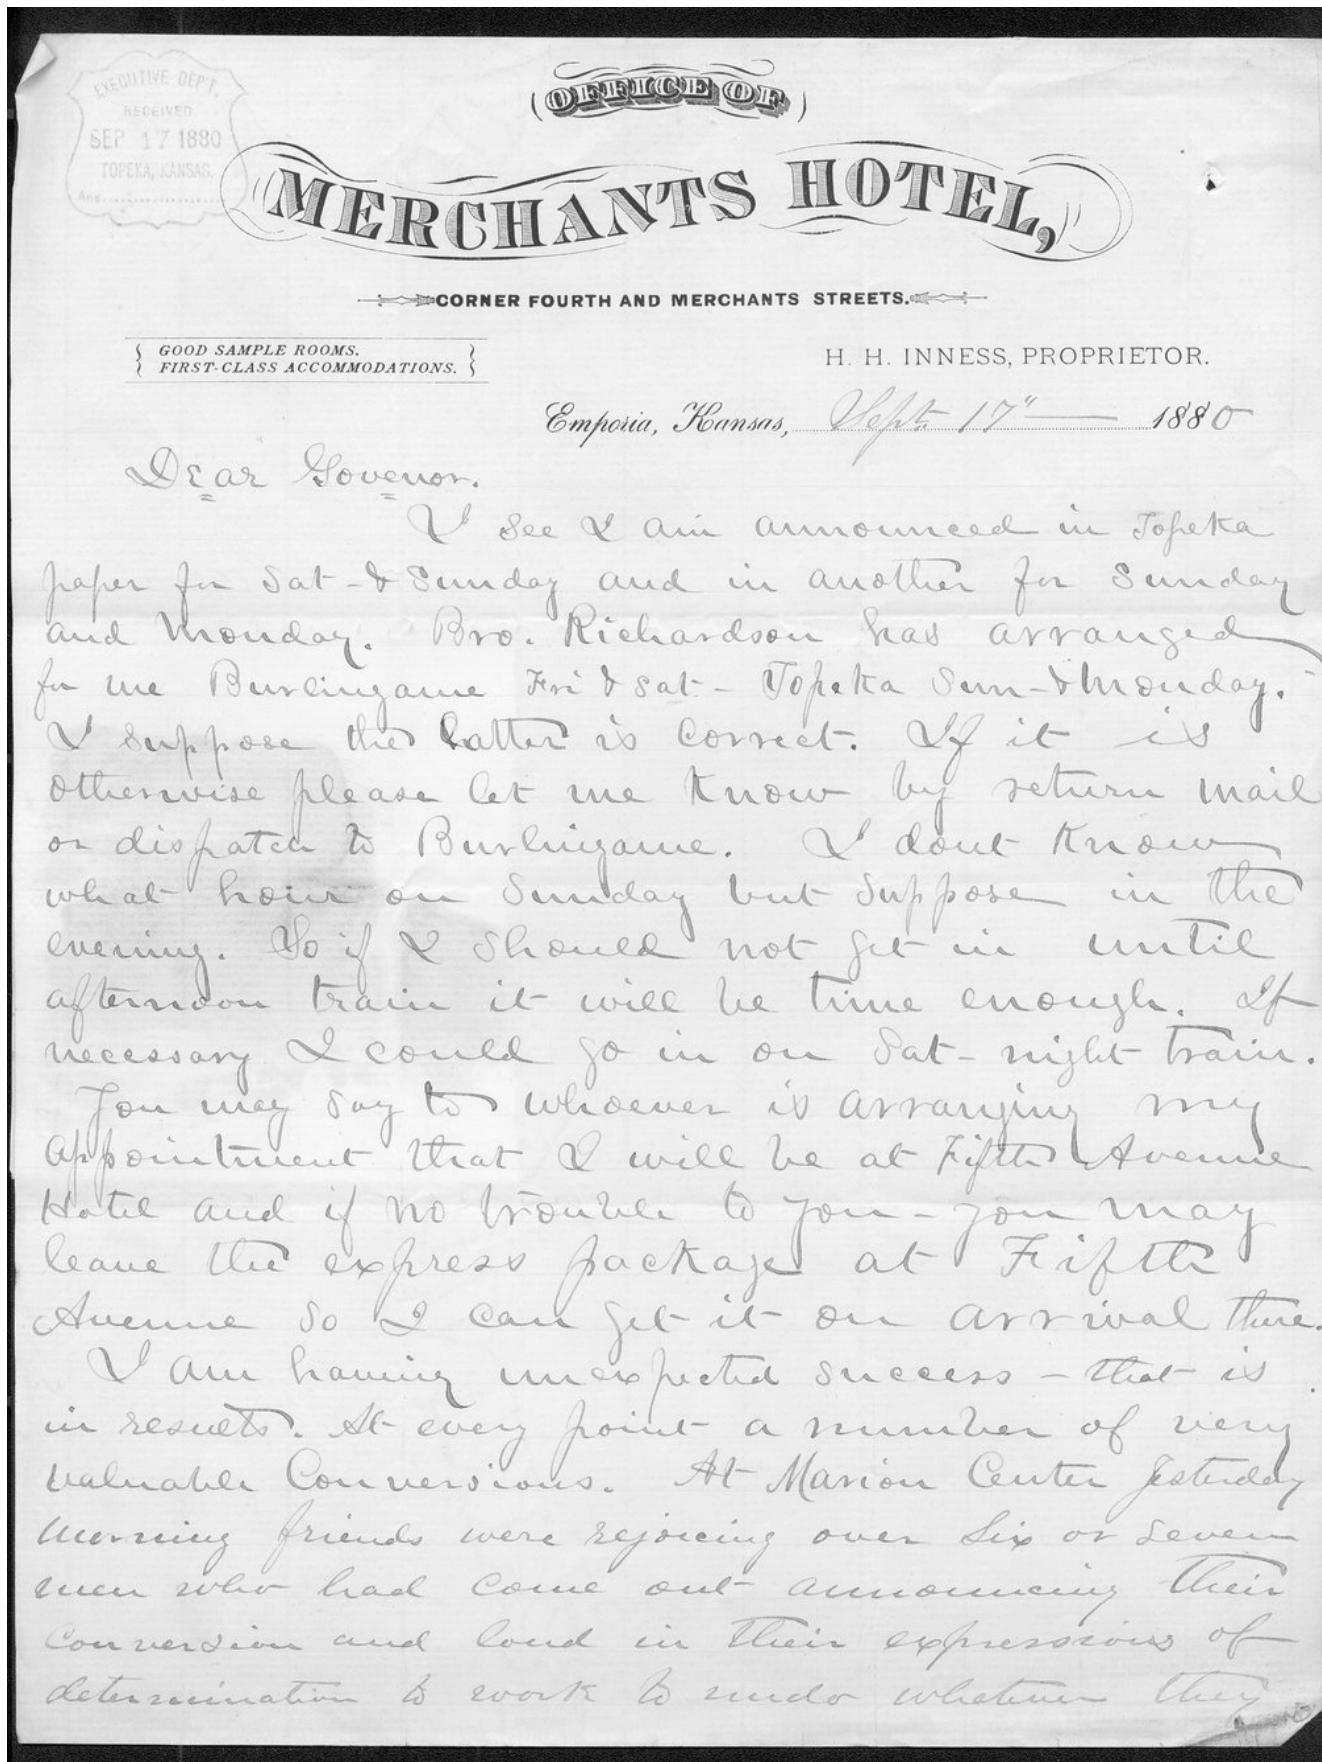 EXECUTIVE DEP'T.
RECEIVED
SEP 17 1880
TOPEKA, KANSAS.
Ans.
OFFICE OF
MERCHANTS HOTEL,
CORNER FOURTH AND MERCHANTS STREETS.
GOOD SAMPLE ROOMS.
FIRST-CLASS ACCOMMODATIONS.
H. H. INNESS, PROPRIETOR.
Emporia, Kansas, Sept. 17" 1880
Dear Govenor.
I see I am announced in Topeka
paper for Sat - & Sunday and in another for Sunday
and Monday. Bro. Richardson has arranged
for me Burlingame Fri & Sat - Topeka Sun - & Monday.
I suppose the latter is correct. If it is
otherwise please let me know by return mail
or dispatch to Burlingame. I dont know
what hour on Sunday but suppose in the
evening. So if I should not get in until
afternoon train it will be time enough. If
necessary I could go in on Sat - night train.
You may say to whoever is arranging my
appointment that I will be at Fifth Avenue
Hotel and if no trouble to you - you may
leave the express package at Fifth
Avenue so I can get it on arrival there.
I am having unexpected success - that is
in results. At every point a number of very
valuable Conversions. At Marion Center yesterday
morning friends were rejoicing over six or seven
men who had come out announcing their
conversion and loud in their expressions of
determination to work to undo whatever they